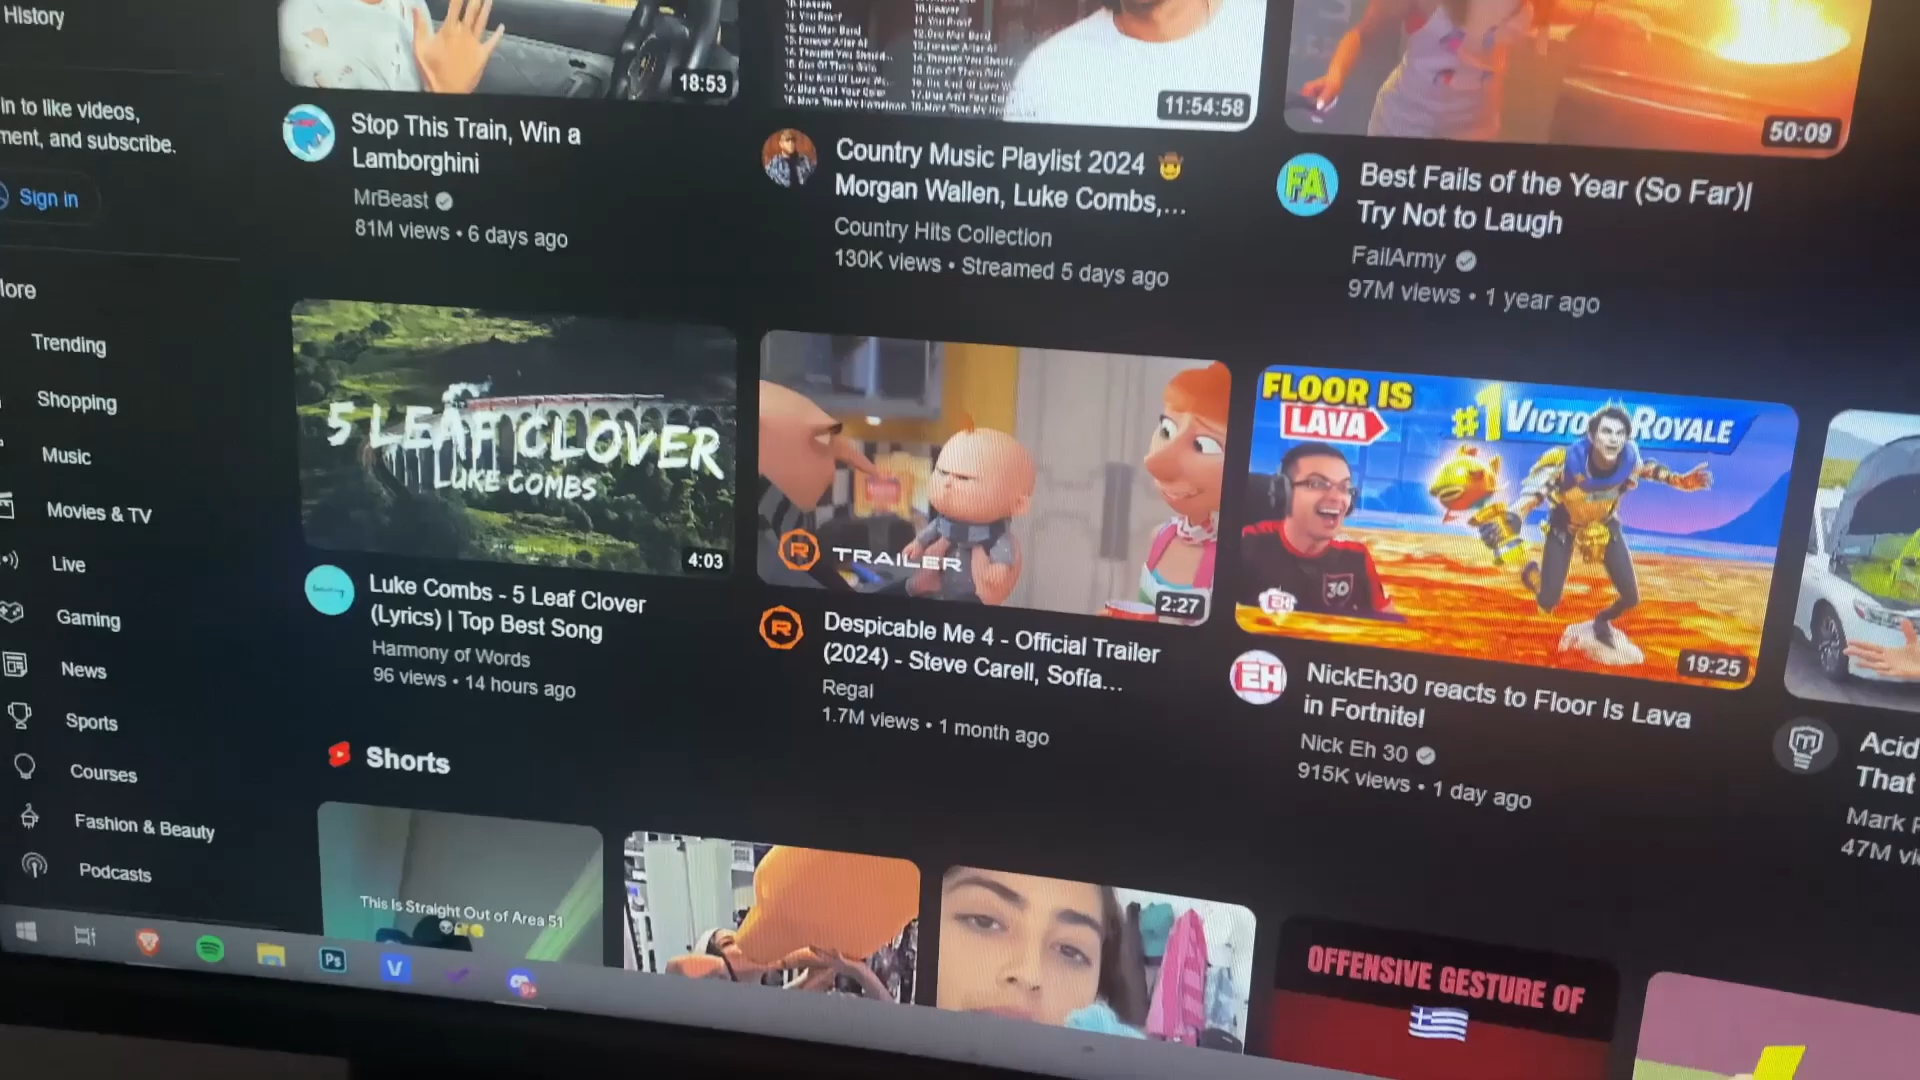 History
in to like videos,
ment, and subscribe.
Sign in
lore
Trending
Shopping
Music
Movies & TV
Live
Gaming
News
Sports
Courses
Fashion & Beauty
Podcasts
18:53
Stop This Train, Win a
Lamborghini
MrBeast
81M views • 6 days ago
11:54:58
Country Music Playlist 2024 🤠
Morgan Wallen, Luke Combs,...
Country Hits Collection
130K views • Streamed 5 days ago
50:09
FA
Best Fails of the Year (So Far)|
Try Not to Laugh
FailArmy
97M views • 1 year ago
5 LEAF CLOVER
LUKE COMBS
4:03
Luke Combs - 5 Leaf Clover
(Lyrics) | Top Best Song
Harmony of Words
96 views • 14 hours ago
R TRAILER
2:27
R
Despicable Me 4 - Official Trailer
(2024) - Steve Carell, Sofía...
Regal
1.7M views • 1 month ago
FLOOR IS
LAVA
#1 VICTO ROYALE
30
EH
19:25
EH
NickEh30 reacts to Floor Is Lava
in Fortnite!
Nick Eh 30
915K views • 1 day ago
Acid
That
Mark
47M vi
Shorts
This Is Straight Out of Area 51
OFFENSIVE GESTURE OF
Ps
V